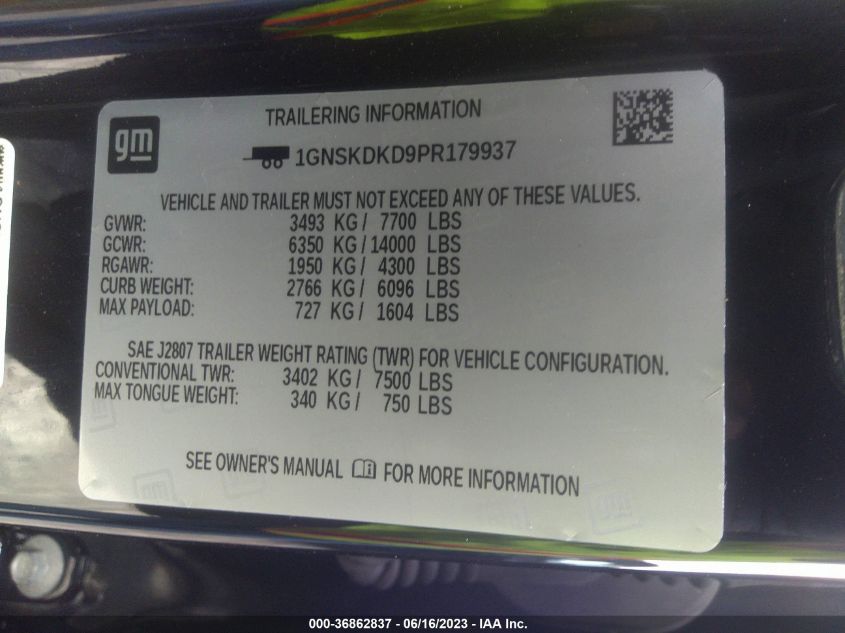 gm
TRAILERING INFORMATION
1GNSKDKD9PR179937
VEHICLE AND TRAILER MUST NOT EXCEED ANY OF THESE VALUES.
GVWR: 3493 KG / 7700 LBS
GCWR: 6350 KG / 14000 LBS
RGAWR: 1950 KG / 4300 LBS
CURB WEIGHT: 2766 KG / 6096 LBS
MAX PAYLOAD: 727 KG / 1604 LBS
SAE J2807 TRAILER WEIGHT RATING (TWR) FOR VEHICLE CONFIGURATION.
CONVENTIONAL TWR: 3402 KG / 7500 LBS
MAX TONGUE WEIGHT: 340 KG / 750 LBS
SEE OWNER'S MANUAL FOR MORE INFORMATION
000-36862837 - 06/16/2023 - IAA Inc.